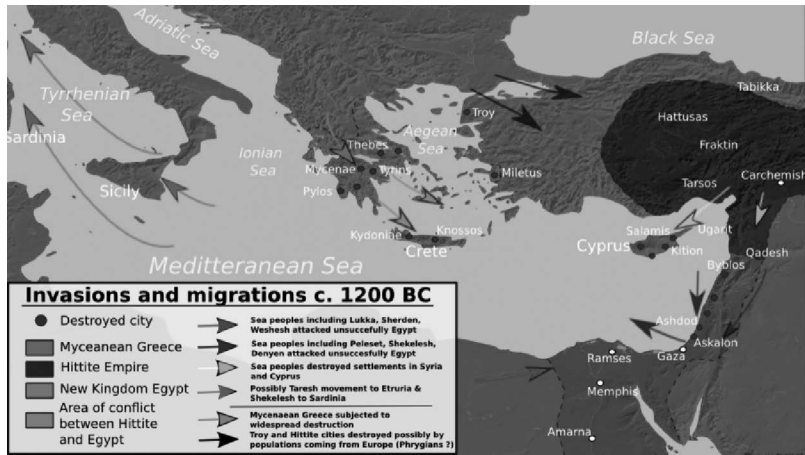 Adriatic Sea
Black Sea
Tyrrhenian
Sea
Sardinia
Tabikka
Troy
Hattusas
Aegean
Sea
Thebes
Ionian
Sea
Fraktin
Mycenae
Tyrins
Miletus
Carchemish
Tarsos
Sicily
Pylos
Salamis
Ugarit
Kydoniae
Knossos
Crete
Cyprus
Kition
Qadesh
Byblos
Meditteranean Sea
Ashdod
Askalon
Ramses
Gaza
Memphis
Amarna
Invasions and migrations c. 1200 BC
Destroyed city
Myceanean Greece
Hittite Empire
New Kingdom Egypt
Area of conflict
between Hittite
and Egypt
Sea peoples including Lukka, Sherden,
Weshesh attacked unsuccefully Egypt
Sea peoples including Peleset, Shekelesh,
Denyen attacked unsuccesfully Egypt
Sea peoples destroyed settlements in Syria
and Cyprus
Possibly Taresh movement to Etruria &
Shekelesh to Sardinia
Mycenaean Greece subjected to
widespread destruction
Troy and Hittite cities destroyed possibly by
populations coming from Europe (Phrygians ?)